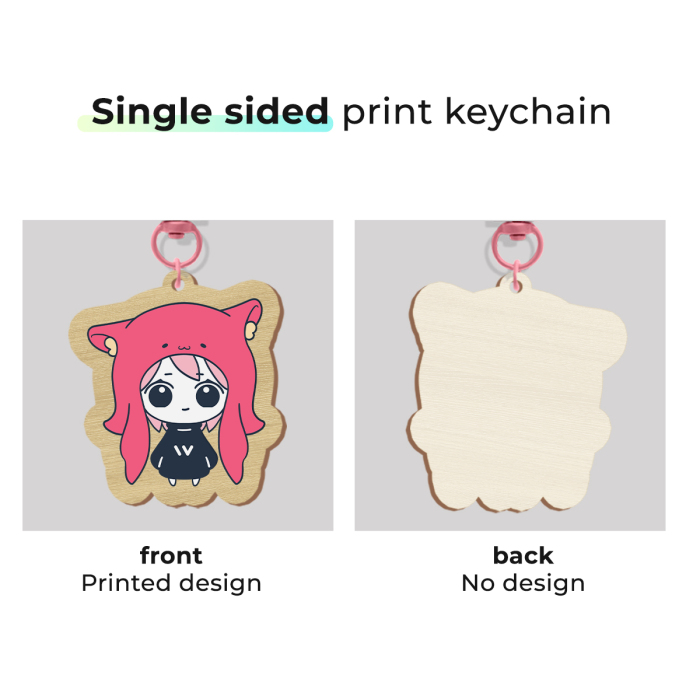 Single sided print keychain
W
front
Printed design
back
No design